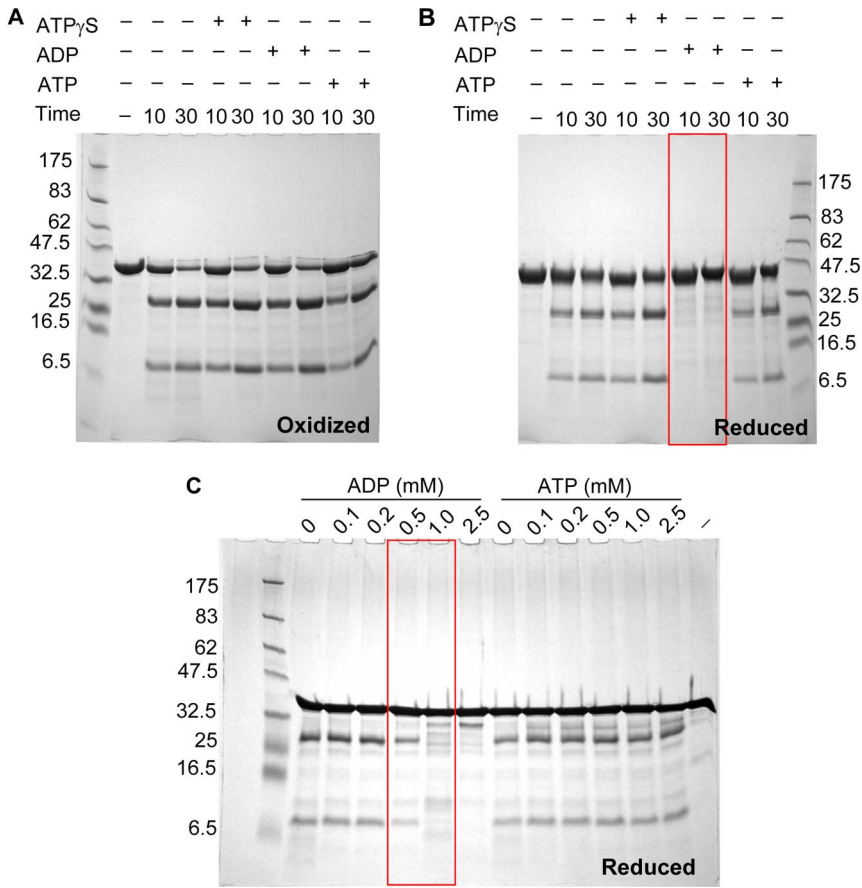 A
ATPγS – – – + + – – – –
ADP – – – – – + + – –
ATP – – – – – – – + +
Time – 10 30 10 30 10 30 10 30
175
83
62
47.5
32.5
25
16.5
6.5
Oxidized
B
ATPγS – – – + + – – – –
ADP – – – – – + + – –
ATP – – – – – – – + +
Time – 10 30 10 30 10 30 10 30
175
83
62
47.5
32.5
25
16.5
6.5
Reduced
C
ADP (mM) ATP (mM)
0 0.1 0.2 0.5 1.0 2.5 0 0.1 0.2 0.5 1.0 2.5 –
175
83
62
47.5
32.5
25
16.5
6.5
Reduced